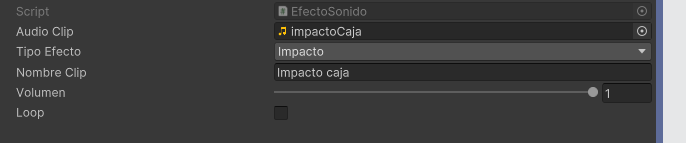 Script EfectoSonido
Audio Clip impactoCaja
Tipo Efecto Impacto
Nombre Clip Impacto caja
Volumen 1
Loop